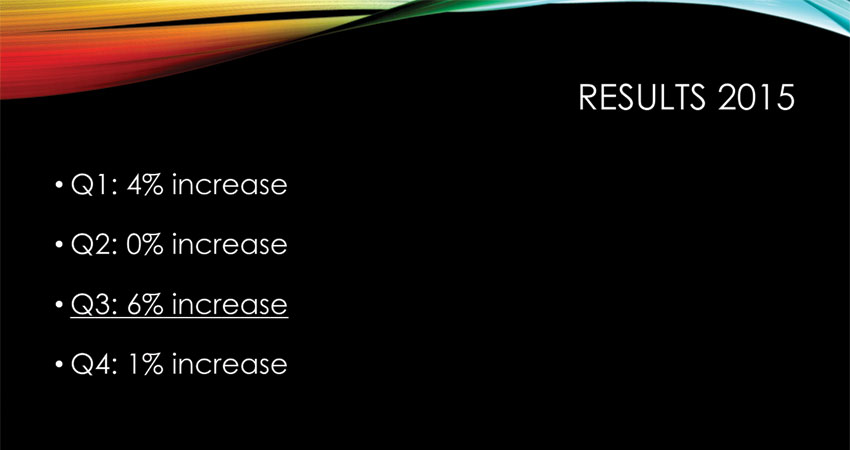 RESULTS 2015
• Q1: 4% increase
• Q2: 0% increase
• Q3: 6% increase
• Q4: 1% increase